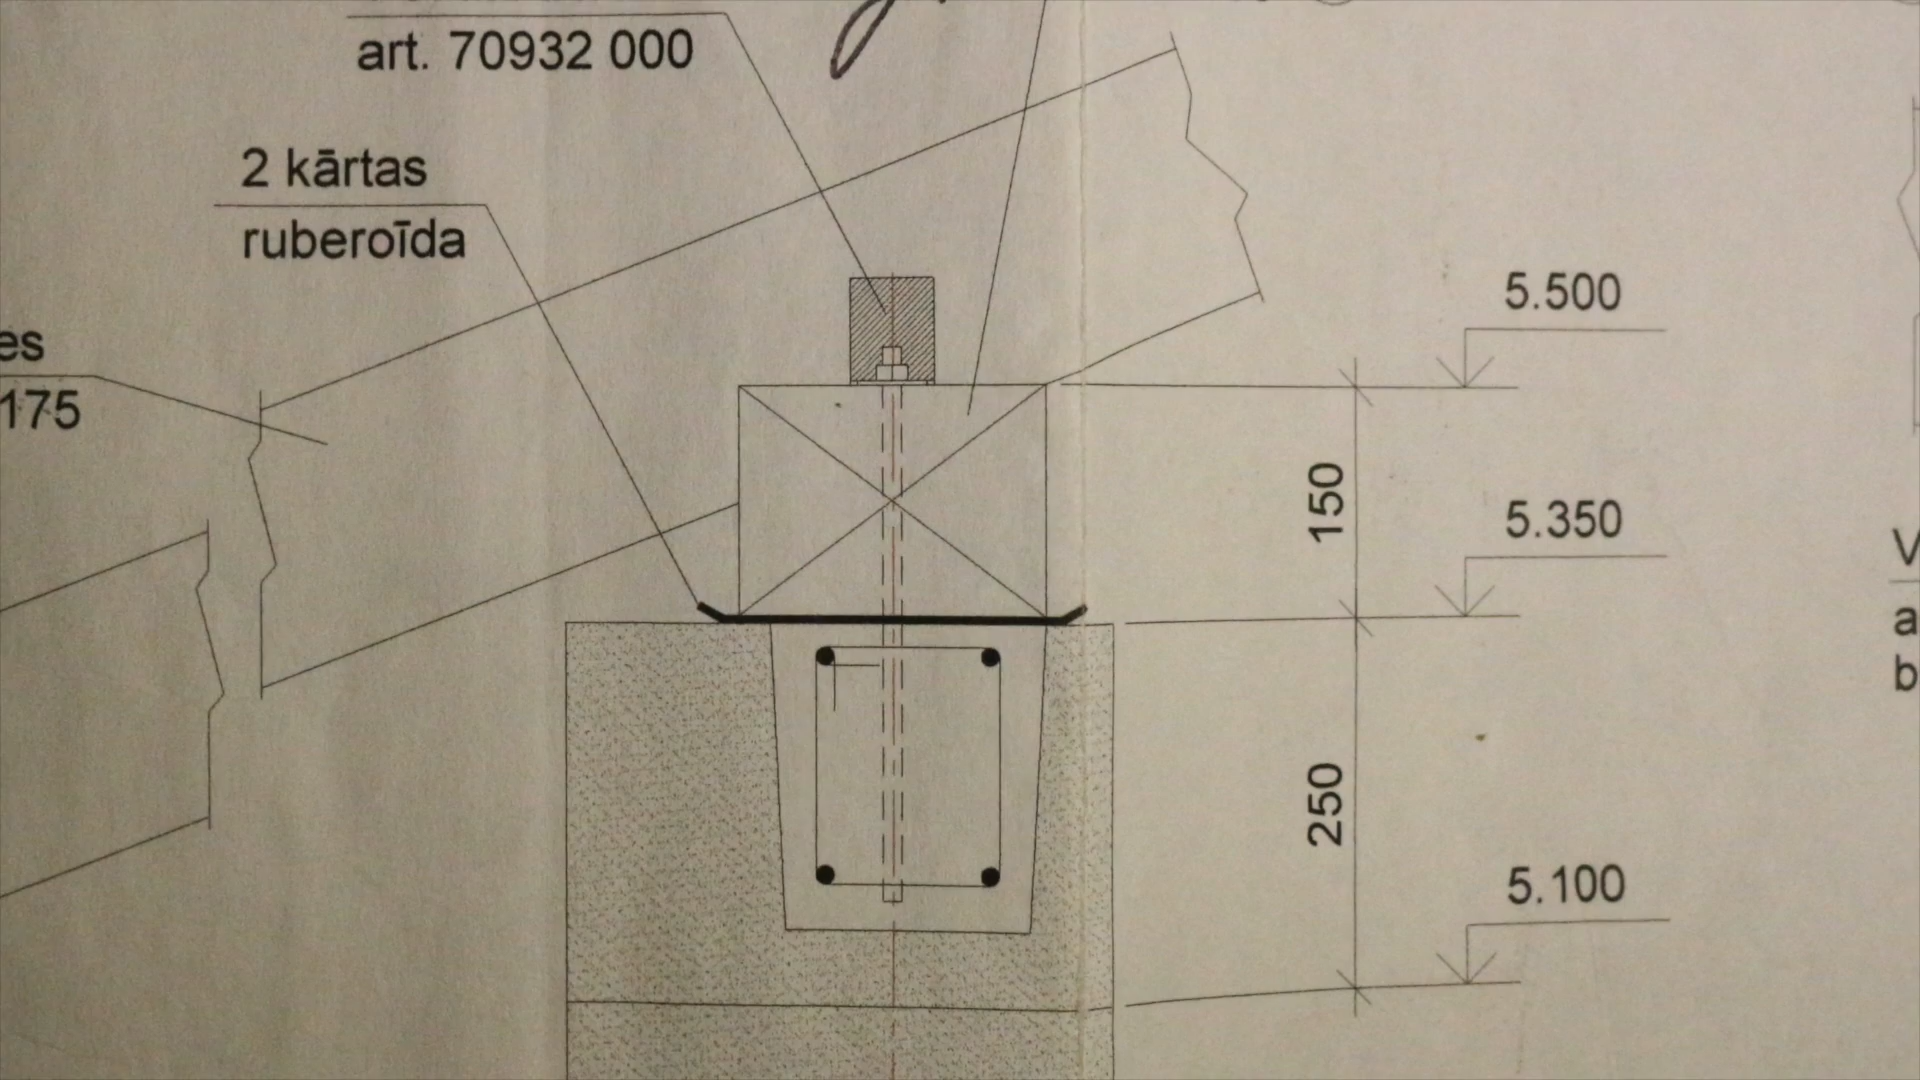 art. 70932 000
2 kārtas
ruberoīda
es
175
5.500
150
5.350
250
5.100
V
a
b